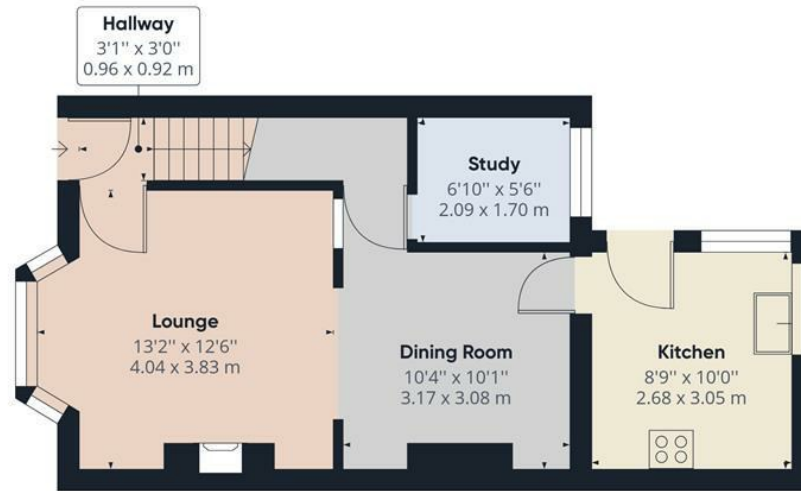 Hallway
3'1" x 3'0"
0.96 x 0.92 m
Study
6'10" x 5'6"
2.09 x 1.70 m
Lounge
13'2" x 12'6"
4.04 x 3.83 m
Dining Room
10'4" x 10'1"
3.17 x 3.08 m
Kitchen
8'9" x 10'0"
2.68 x 3.05 m